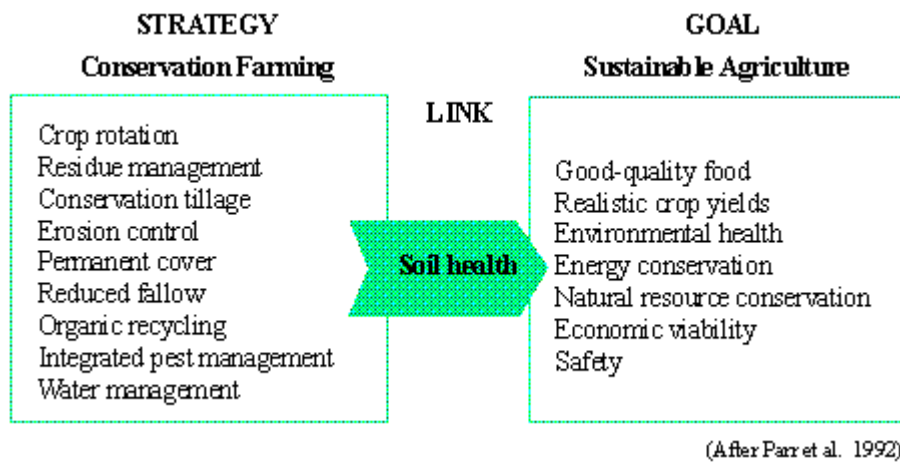 STRATEGY
Conservation Farming
Crop rotation
Residue management
Conservation tillage
Erosion control
Permanent cover
Reduced fallow
Organic recycling
Integrated pest management
Water management
LINK
Soil health
GOAL
Sustainable Agriculture
Good-quality food
Realistic crop yields
Environmental health
Energy conservation
Natural resource conservation
Economic viability
Safety
(After Parr et al. 1992)